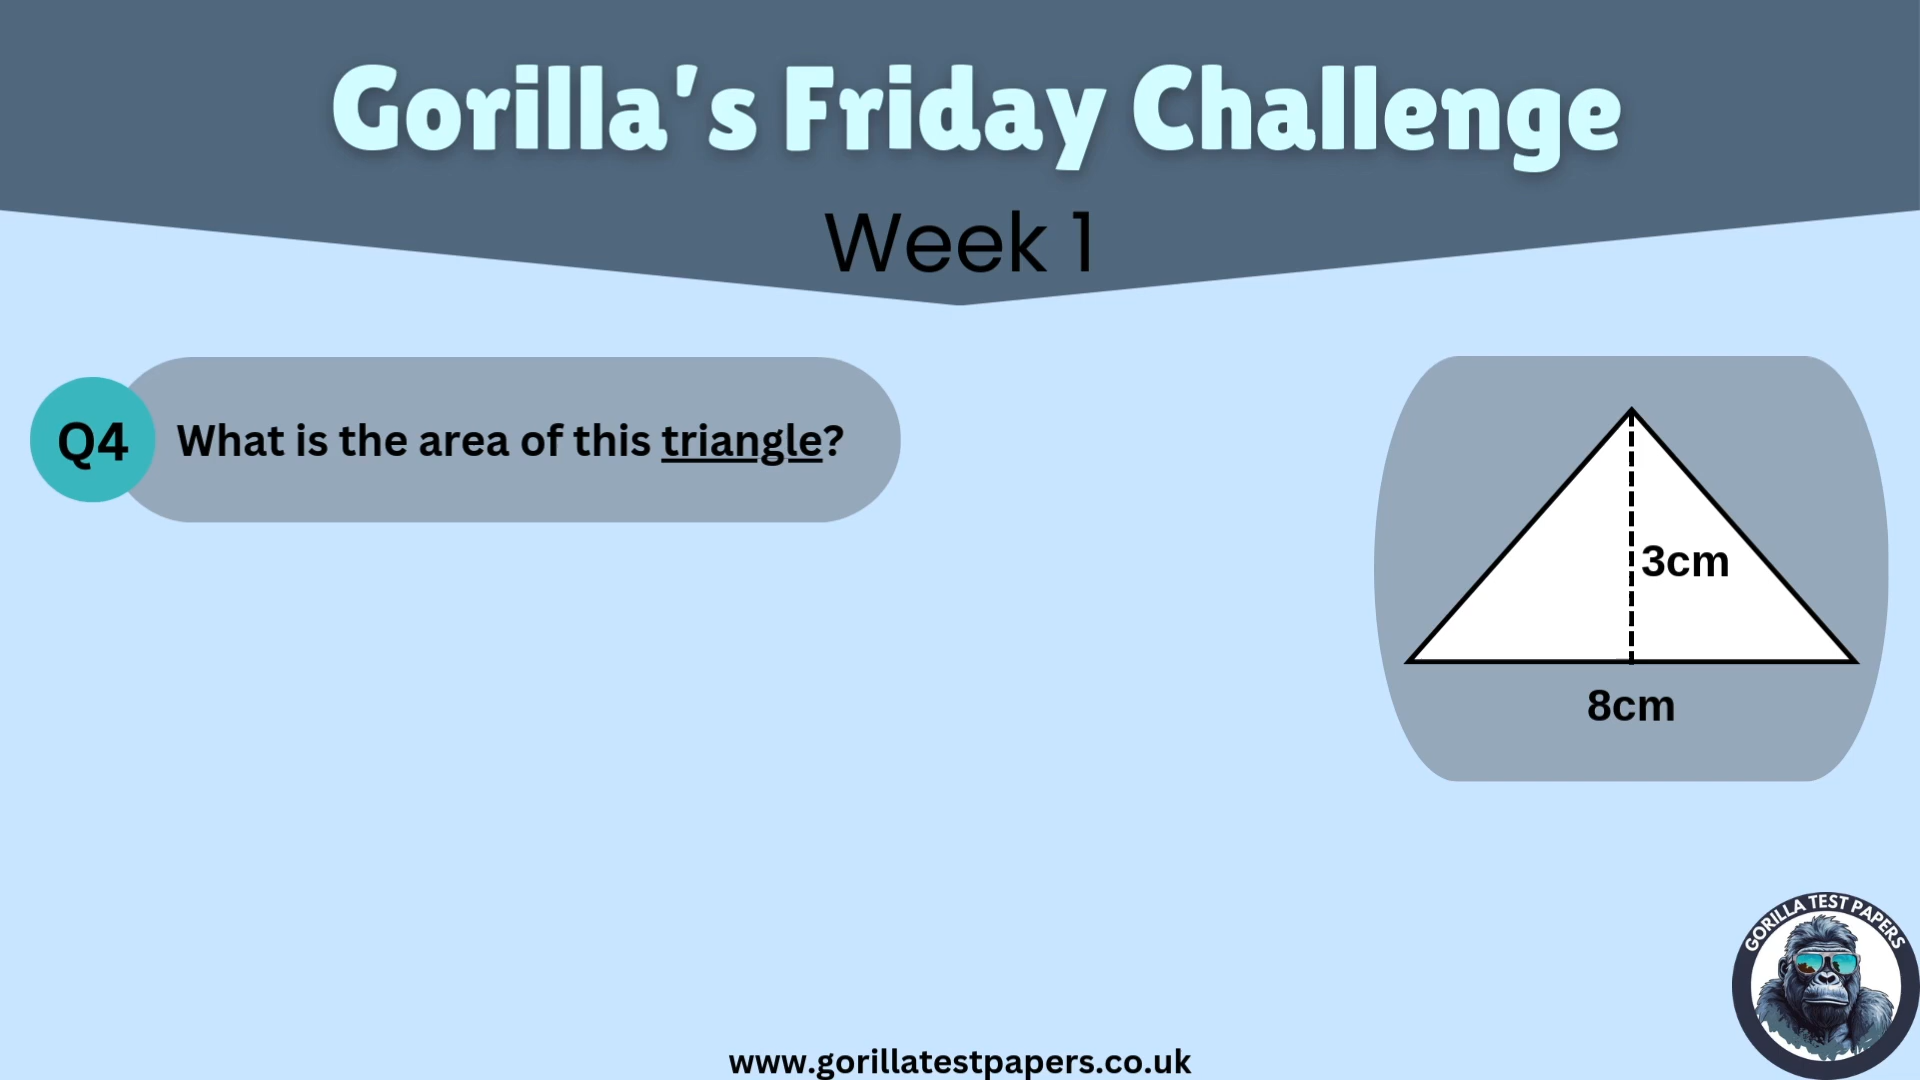 Gorilla's Friday Challenge
Week 1
Q4
What is the area of this triangle?
3cm
8cm
GORILLA TEST PAPERS
www.gorillatestpapers.co.uk